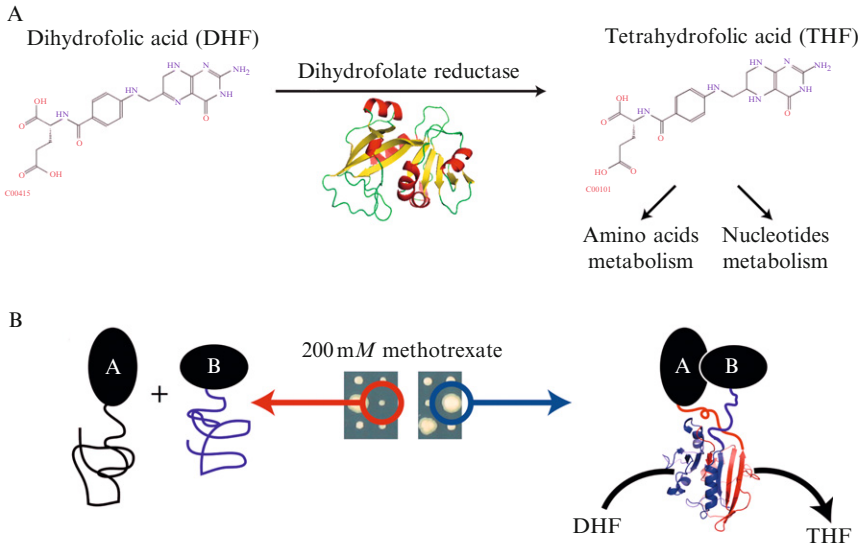 A
Dihydrofolic acid (DHF)
Tetrahydrofolic acid (THF)
Dihydrofolate reductase
HN
N
NH₂
HN
N
NH
O
OH
O
HN
O
O
OH
C00415
HN
N
NH₂
HN
N
H
NH
O
OH
O
HN
O
O
OH
C00101
Amino acids
metabolism
Nucleotides
metabolism
B
A
+
B
200 mM methotrexate
A
B
DHF
THF